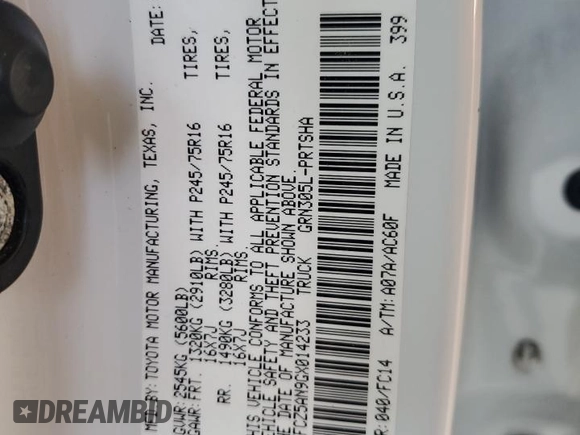 MFD.BY: TOYOTA MOTOR MANUFACTURING, TEXAS, INC. DATE:
GVWR: 2545KG (5600LB)
GAWR: FRT. 1320KG (2910LB) WITH P245/75R16 TIRES,
16X7J RIMS.
RR. 1490KG (3280LB) WITH P245/75R16 TIRES,
16X7J RIMS.
THIS VEHICLE CONFORMS TO ALL APPLICABLE FEDERAL MOTOR
VEHICLE SAFETY AND THEFT PREVENTION STANDARDS IN EFFECT
THE DATE OF MANUFACTURE SHOWN ABOVE.
FCZ5AN9GX014233 TRUCK GRN305L-PRTSHA
R: 040/FC14 A/TM: A07A/AC60F MADE IN U.S.A. 399
DREAMBID